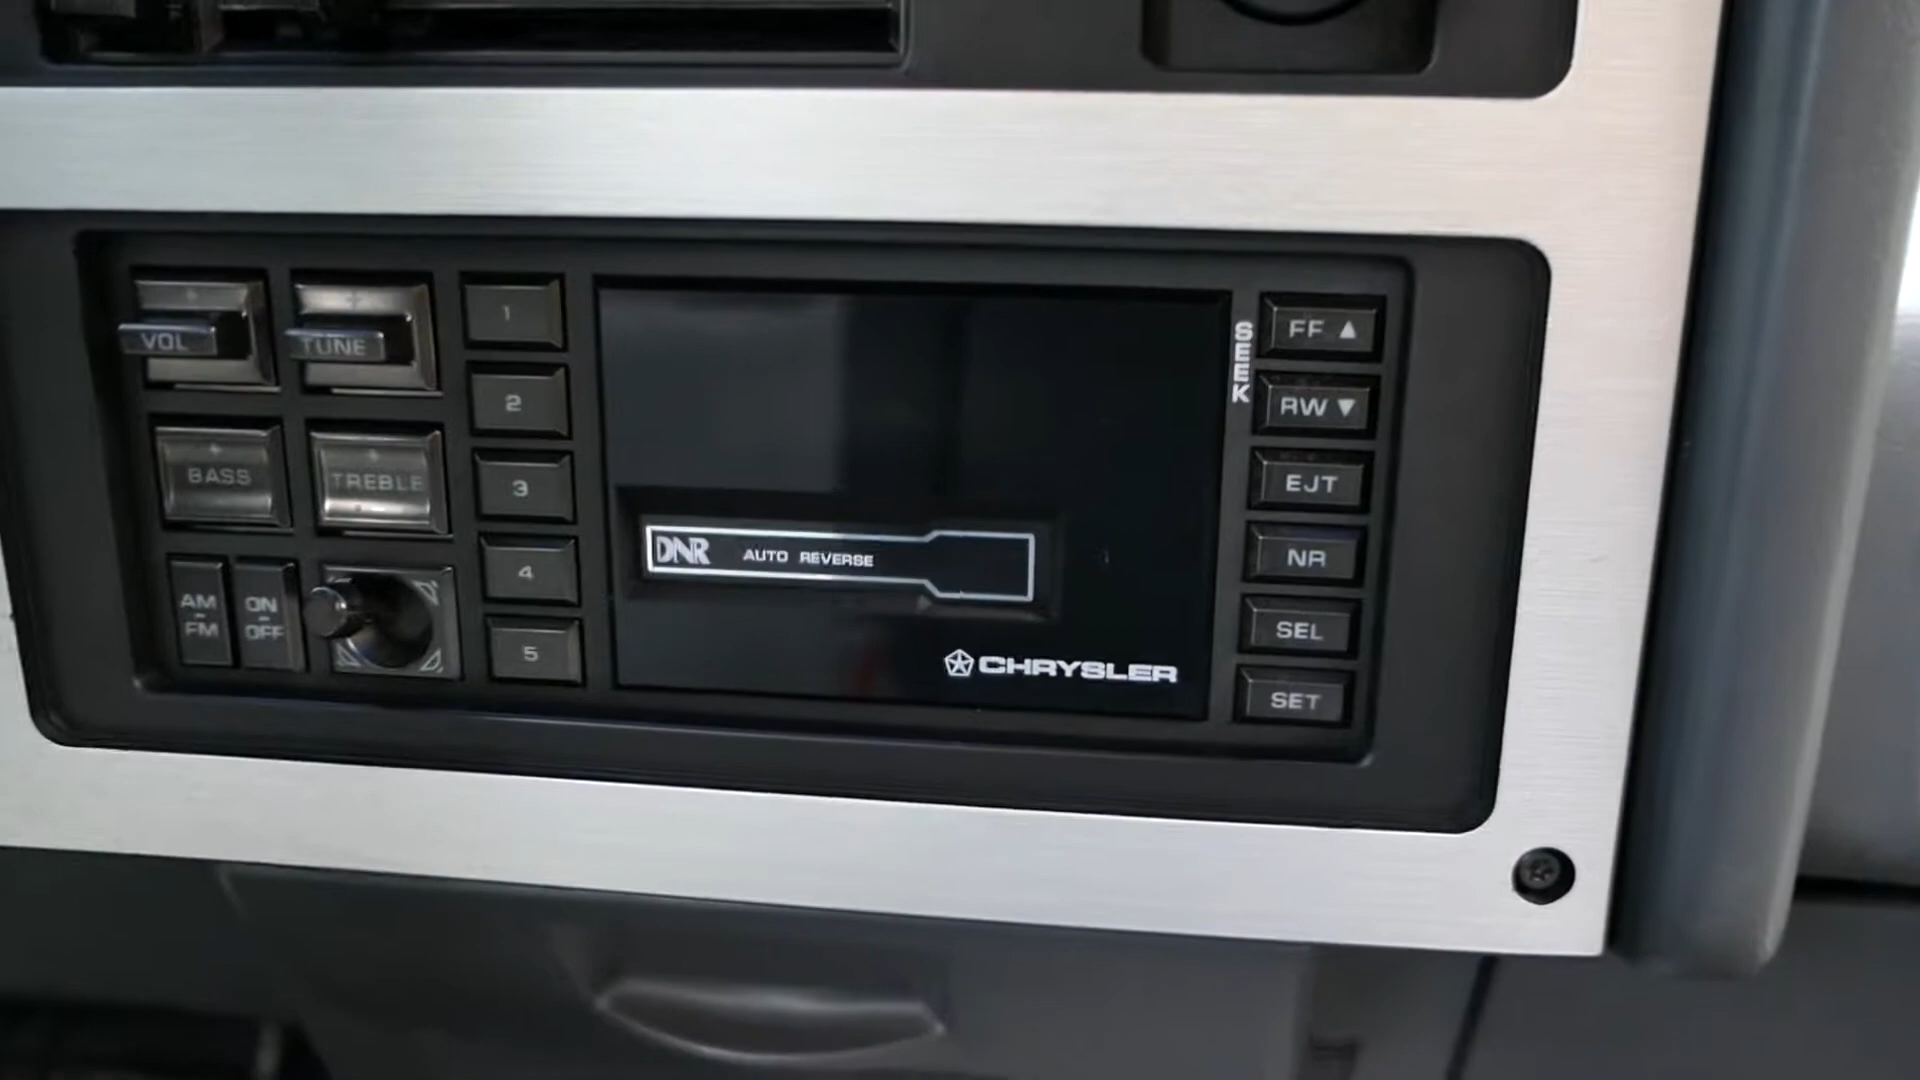 VOL
TUNE
BASS
TREBLE
AM
FM
ON
OFF
1
2
3
4
5
DNR AUTO REVERSE
CHRYSLER
SEEK
FF ▲
RW ▼
EJT
NR
SEL
SET